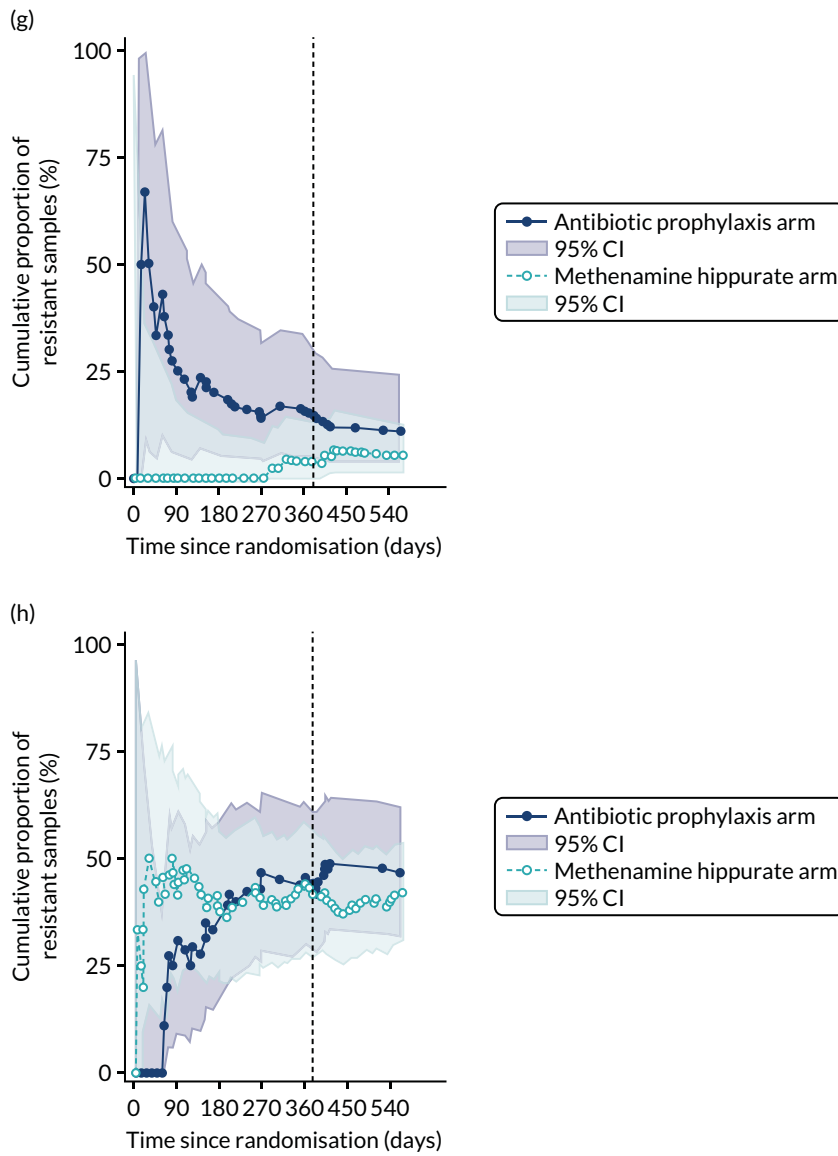 (g)
100
75
50
25
0
Cumulative proportion of
resistant samples (%)
0 90 180 270 360 450 540
Time since randomisation (days)
Antibiotic prophylaxis arm
95% CI
Methenamine hippurate arm
95% CI
(h)
100
75
50
25
0
Cumulative proportion of
resistant samples (%)
0 90 180 270 360 450 540
Time since randomisation (days)
Antibiotic prophylaxis arm
95% CI
Methenamine hippurate arm
95% CI